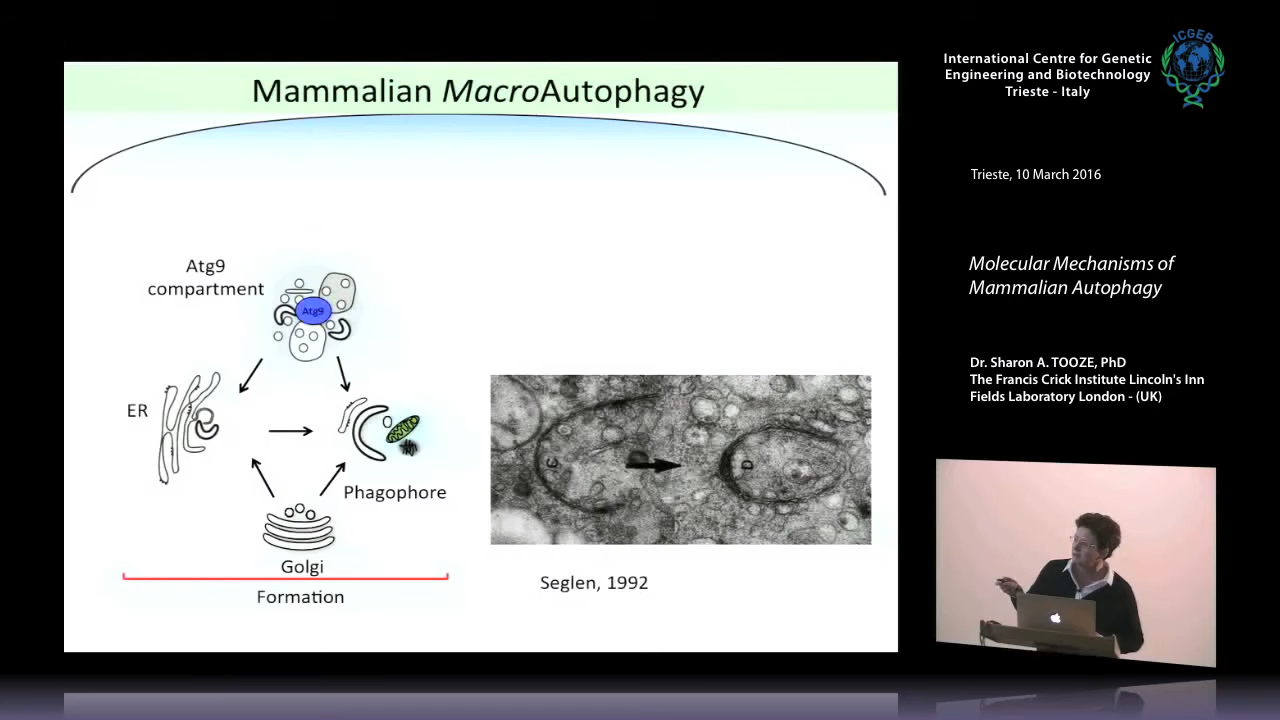 Mammalian MacroAutophagy
Atg9
compartment
Atg9
ER
Phagophore
Golgi
Formation
C
D
Seglen, 1992
International Centre for Genetic
Engineering and Biotechnology
Trieste - Italy
ICGEB
Trieste, 10 March 2016
Molecular Mechanisms of
Mammalian Autophagy
Dr. Sharon A. TOOZE, PhD
The Francis Crick Institute Lincoln's Inn
Fields Laboratory London - (UK)